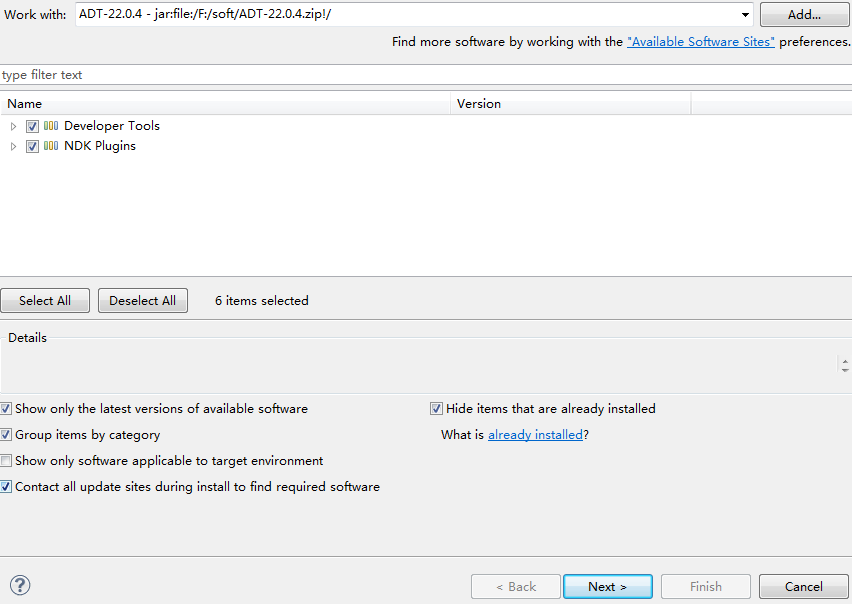 Work with: ADT-22.0.4 - jar:file:/F:/soft/ADT-22.0.4.zip!/ Add...
Find more software by working with the "Available Software Sites" preferences.
type filter text
Name Version
Developer Tools
NDK Plugins
Select All Deselect All 6 items selected
Details
Show only the latest versions of available software Hide items that are already installed
Group items by category What is already installed?
Show only software applicable to target environment
Contact all update sites during install to find required software
? < Back Next > Finish Cancel